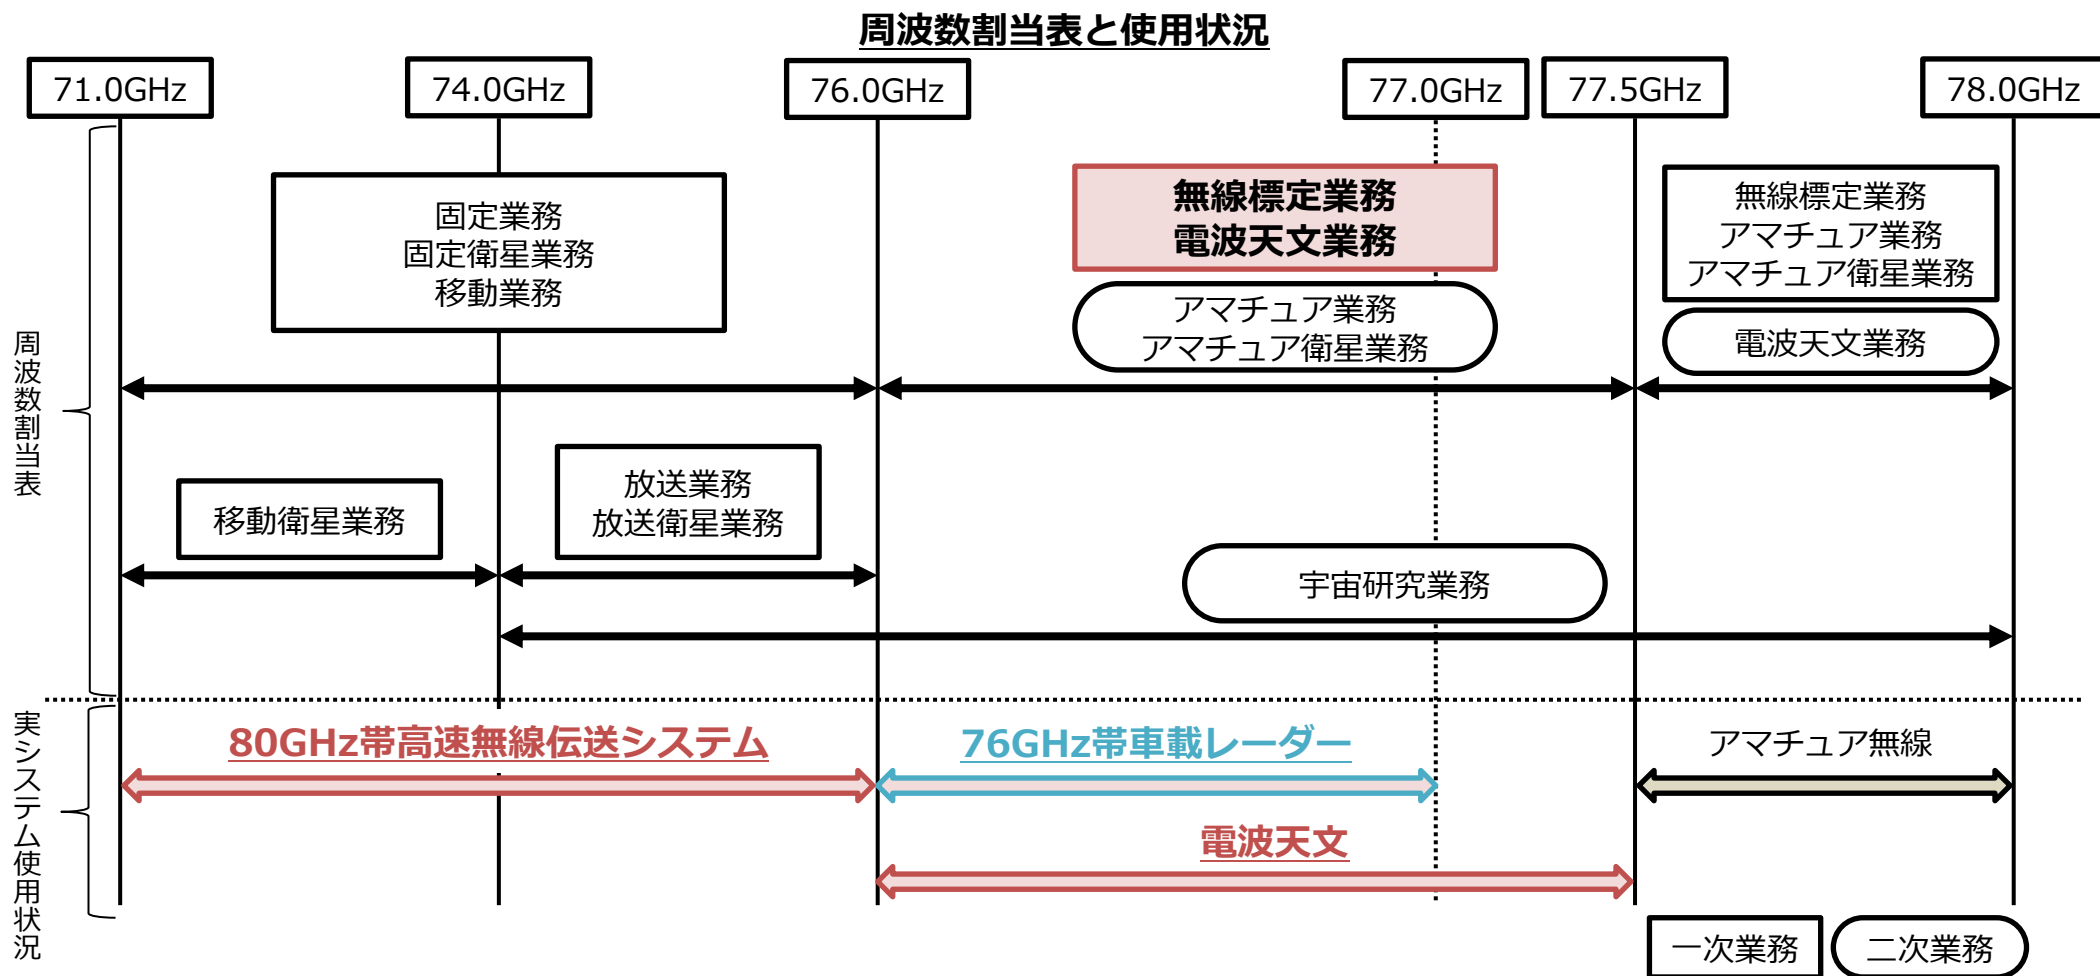 周波数割当表と使用状況
71.0GHz
74.0GHz
76.0GHz
77.0GHz
77.5GHz
78.0GHz
周波数割当表
固定業務
固定衛星業務
移動業務
無線標定業務
電波天文業務
アマチュア業務
アマチュア衛星業務
無線標定業務
アマチュア業務
アマチュア衛星業務
電波天文業務
移動衛星業務
放送業務
放送衛星業務
宇宙研究業務
実システム使用状況
80GHz帯高速無線伝送システム
76GHz帯車載レーダー
アマチュア無線
電波天文
一次業務
二次業務